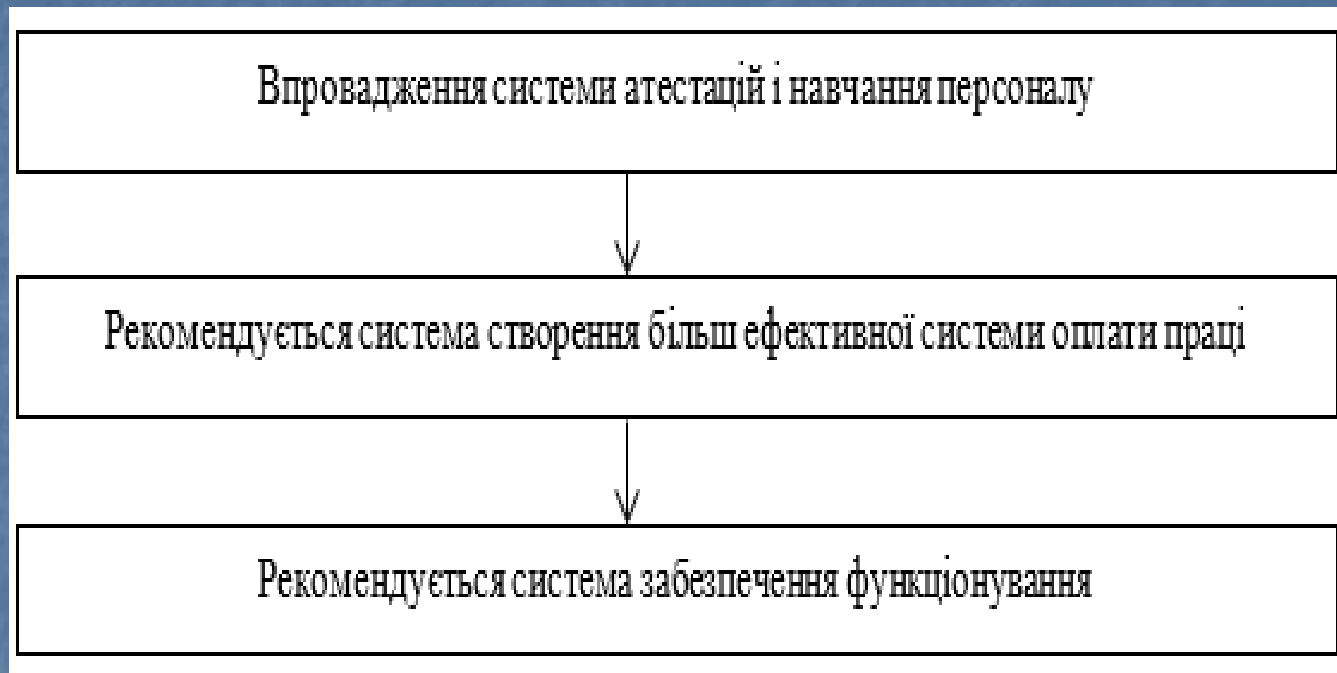 Впровадження системи атестацій і навчання персоналу
Рекомендується система створення більш ефективної системи оплати праці
Рекомендується система забезпечення функціонування